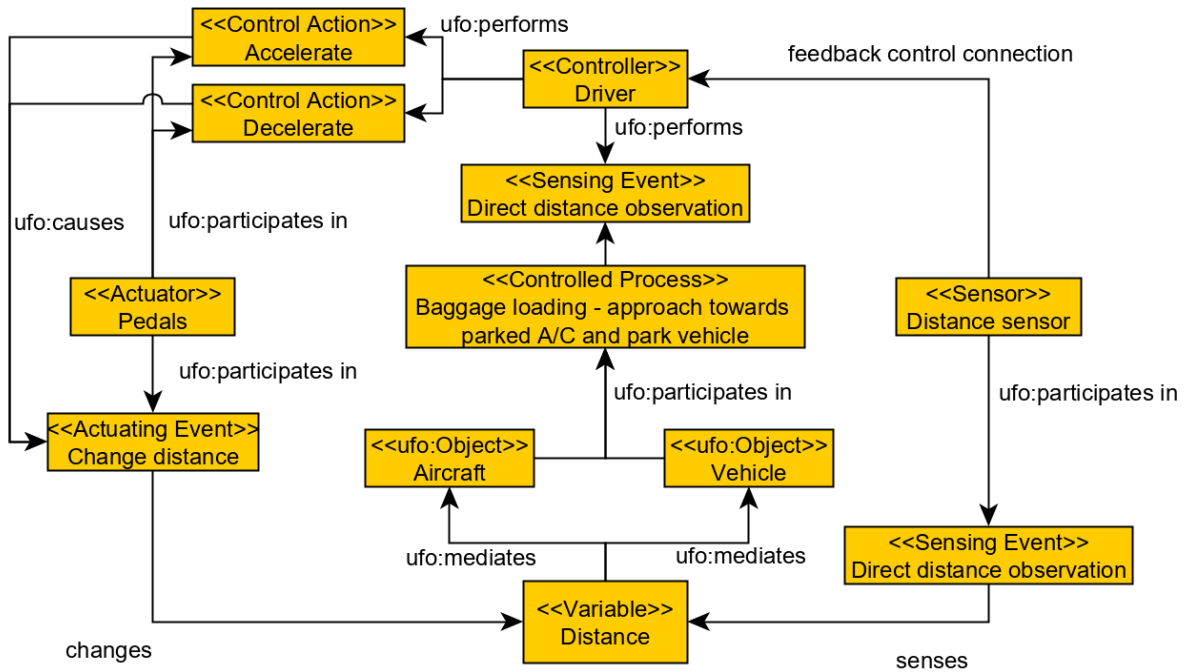 <<Control Action>>
Accelerate
ufo:performs
<<Controller>>
Driver
feedback control connection
<<Control Action>>
Decelerate
ufo:performs
<<Sensing Event>>
Direct distance observation
ufo:causes
ufo:participates in
<<Controlled Process>>
Baggage loading - approach towards
parked A/C and park vehicle
<<Actuator>>
Pedals
<<Sensor>>
Distance sensor
ufo:participates in
ufo:participates in
ufo:participates in
<<Actuating Event>>
Change distance
<<ufo:Object>>
Aircraft
<<ufo:Object>>
Vehicle
ufo:mediates
ufo:mediates
<<Sensing Event>>
Direct distance observation
<<Variable>>
Distance
changes
senses